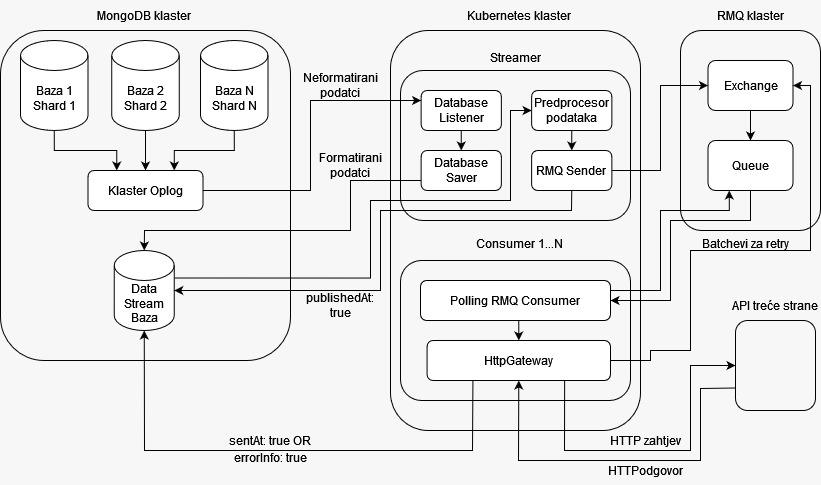 MongoDB klaster
Kubernetes klaster
RMQ klaster
Baza 1
Shard 1
Baza 2
Shard 2
Baza N
Shard N
Klaster Oplog
Data
Stream
Baza
Neformatirani
podatci
Formatirani
podatci
publishedAt:
true
Streamer
Database
Listener
Predprocesor
podataka
Database
Saver
RMQ Sender
Exchange
Queue
Consumer 1...N
Polling RMQ Consumer
HttpGateway
Batchevi za retry
API treće strane
sentAt: true OR
errorInfo: true
HTTP zahtjev
HTTPodgovor